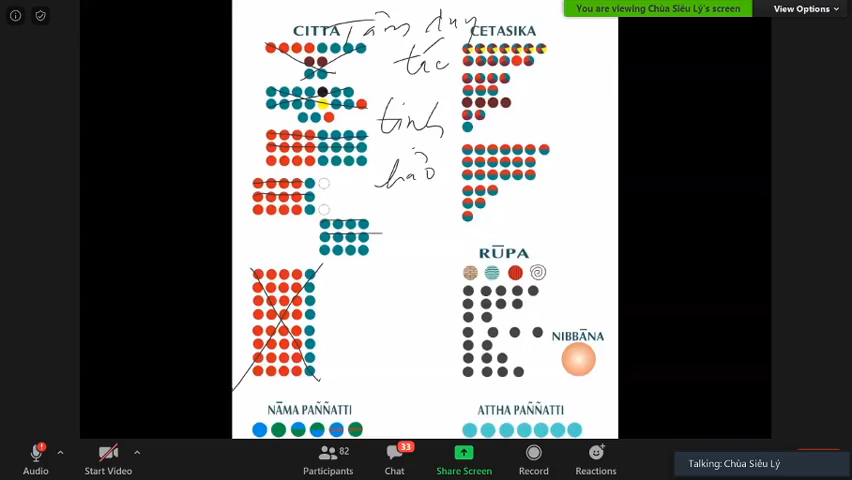 You are viewing Chùa Siêu Lý's screen
View Options
CITTA
CETASIKA
Tâm duy
tác
tịnh
hảo
RŪPA
NIBBĀNA
NĀMA PAÑÑATTI
ATTHA PAÑÑATTI
33
82
Audio
Start Video
Participants
Chat
Share Screen
Record
Reactions
Talking: Chùa Siêu Lý